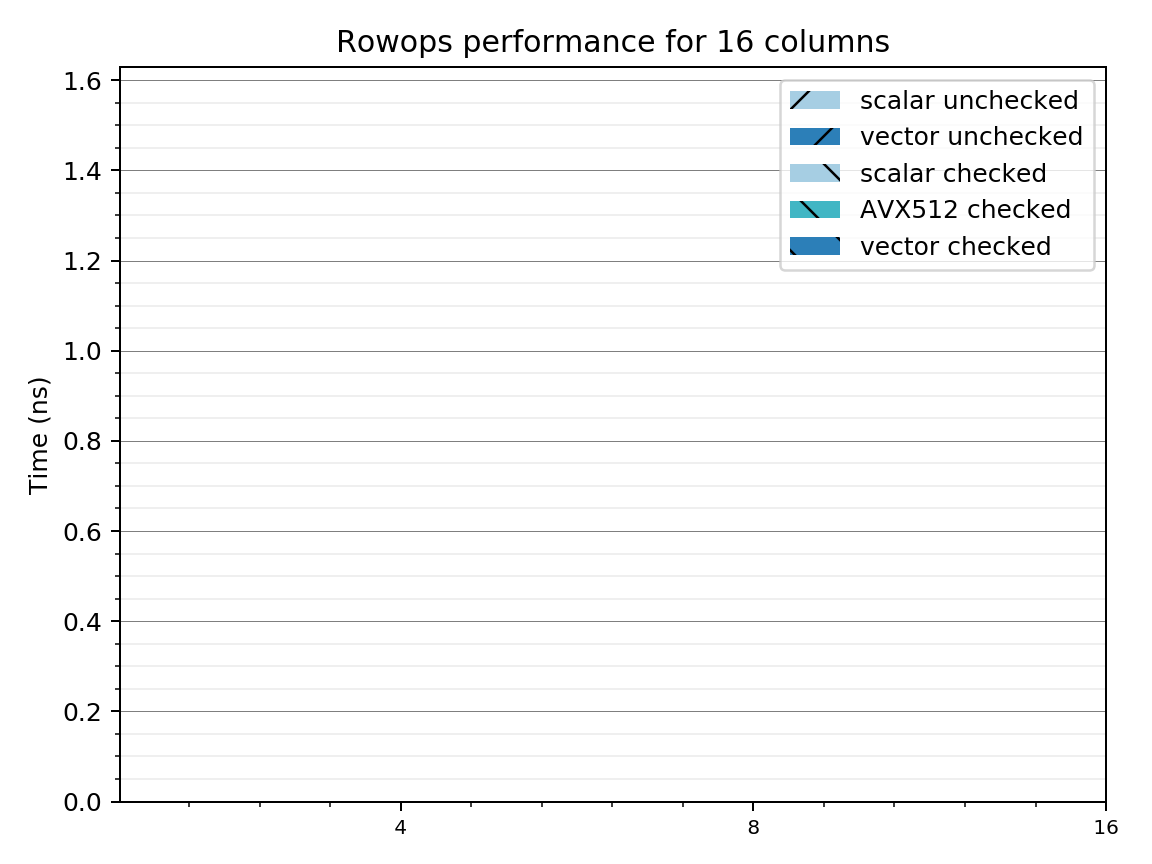 Rowops performance for 16 columns
1.6
1.4
1.2
1.0
0.8
0.6
0.4
0.2
0.0
Time (ns)
scalar unchecked
vector unchecked
scalar checked
AVX512 checked
vector checked
4 8 16